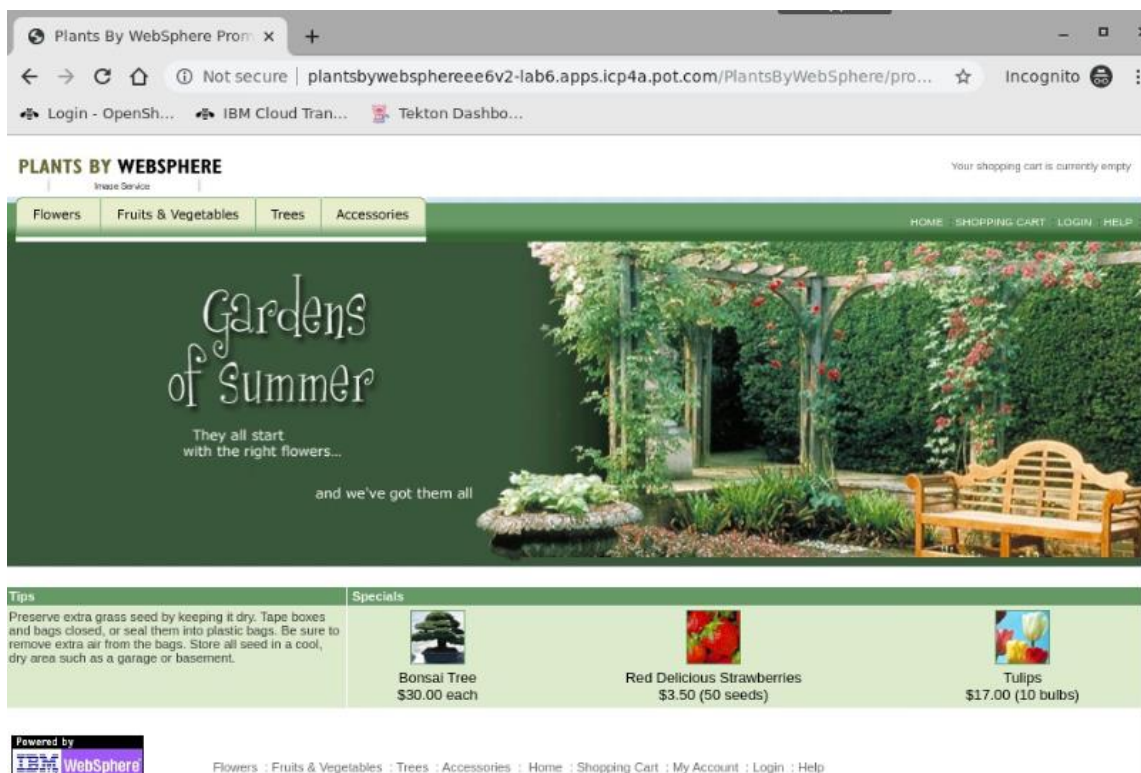 Plants By WebSphere Prom
Not secure | plantsbywebsphereee6v2-lab6.apps.icp4a.pot.com/PlantsByWebSphere/pro...
Incognito
Login - OpenSh...
IBM Cloud Tran...
Tekton Dashbo...
PLANTS BY WEBSPHERE
Image Service
Your shopping cart is currently empty
Flowers
Fruits & Vegetables
Trees
Accessories
HOME : SHOPPING CART : LOGIN : HELP
Gardens
of Summer
They all start
with the right flowers...
and we've got them all
Tips
Preserve extra grass seed by keeping it dry. Tape boxes
and bags closed, or seal them into plastic bags. Be sure to
remove extra air from the bags. Store all seed in a cool,
dry area such as a garage or basement.
Specials
Bonsai Tree
$30.00 each
Red Delicious Strawberries
$3.50 (50 seeds)
Tulips
$17.00 (10 bulbs)
Powered by
IBM WebSphere
Flowers : Fruits & Vegetables : Trees : Accessories : Home : Shopping Cart : My Account : Login : Help